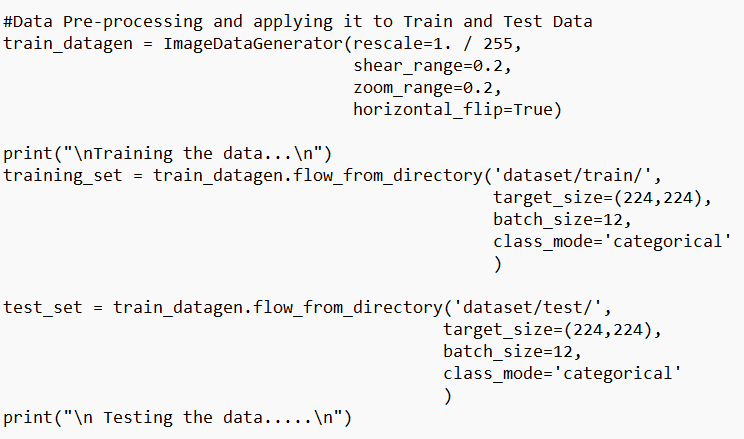 #Data Pre-processing and applying it to Train and Test Data
train_datagen = ImageDataGenerator(rescale=1. / 255,
shear_range=0.2,
zoom_range=0.2,
horizontal_flip=True)
print("\nTraining the data...\n")
training_set = train_datagen.flow_from_directory('dataset/train/',
target_size=(224,224),
batch_size=12,
class_mode='categorical'
)
test_set = train_datagen.flow_from_directory('dataset/test/',
target_size=(224,224),
batch_size=12,
class_mode='categorical'
)
print("\n Testing the data.....\n")